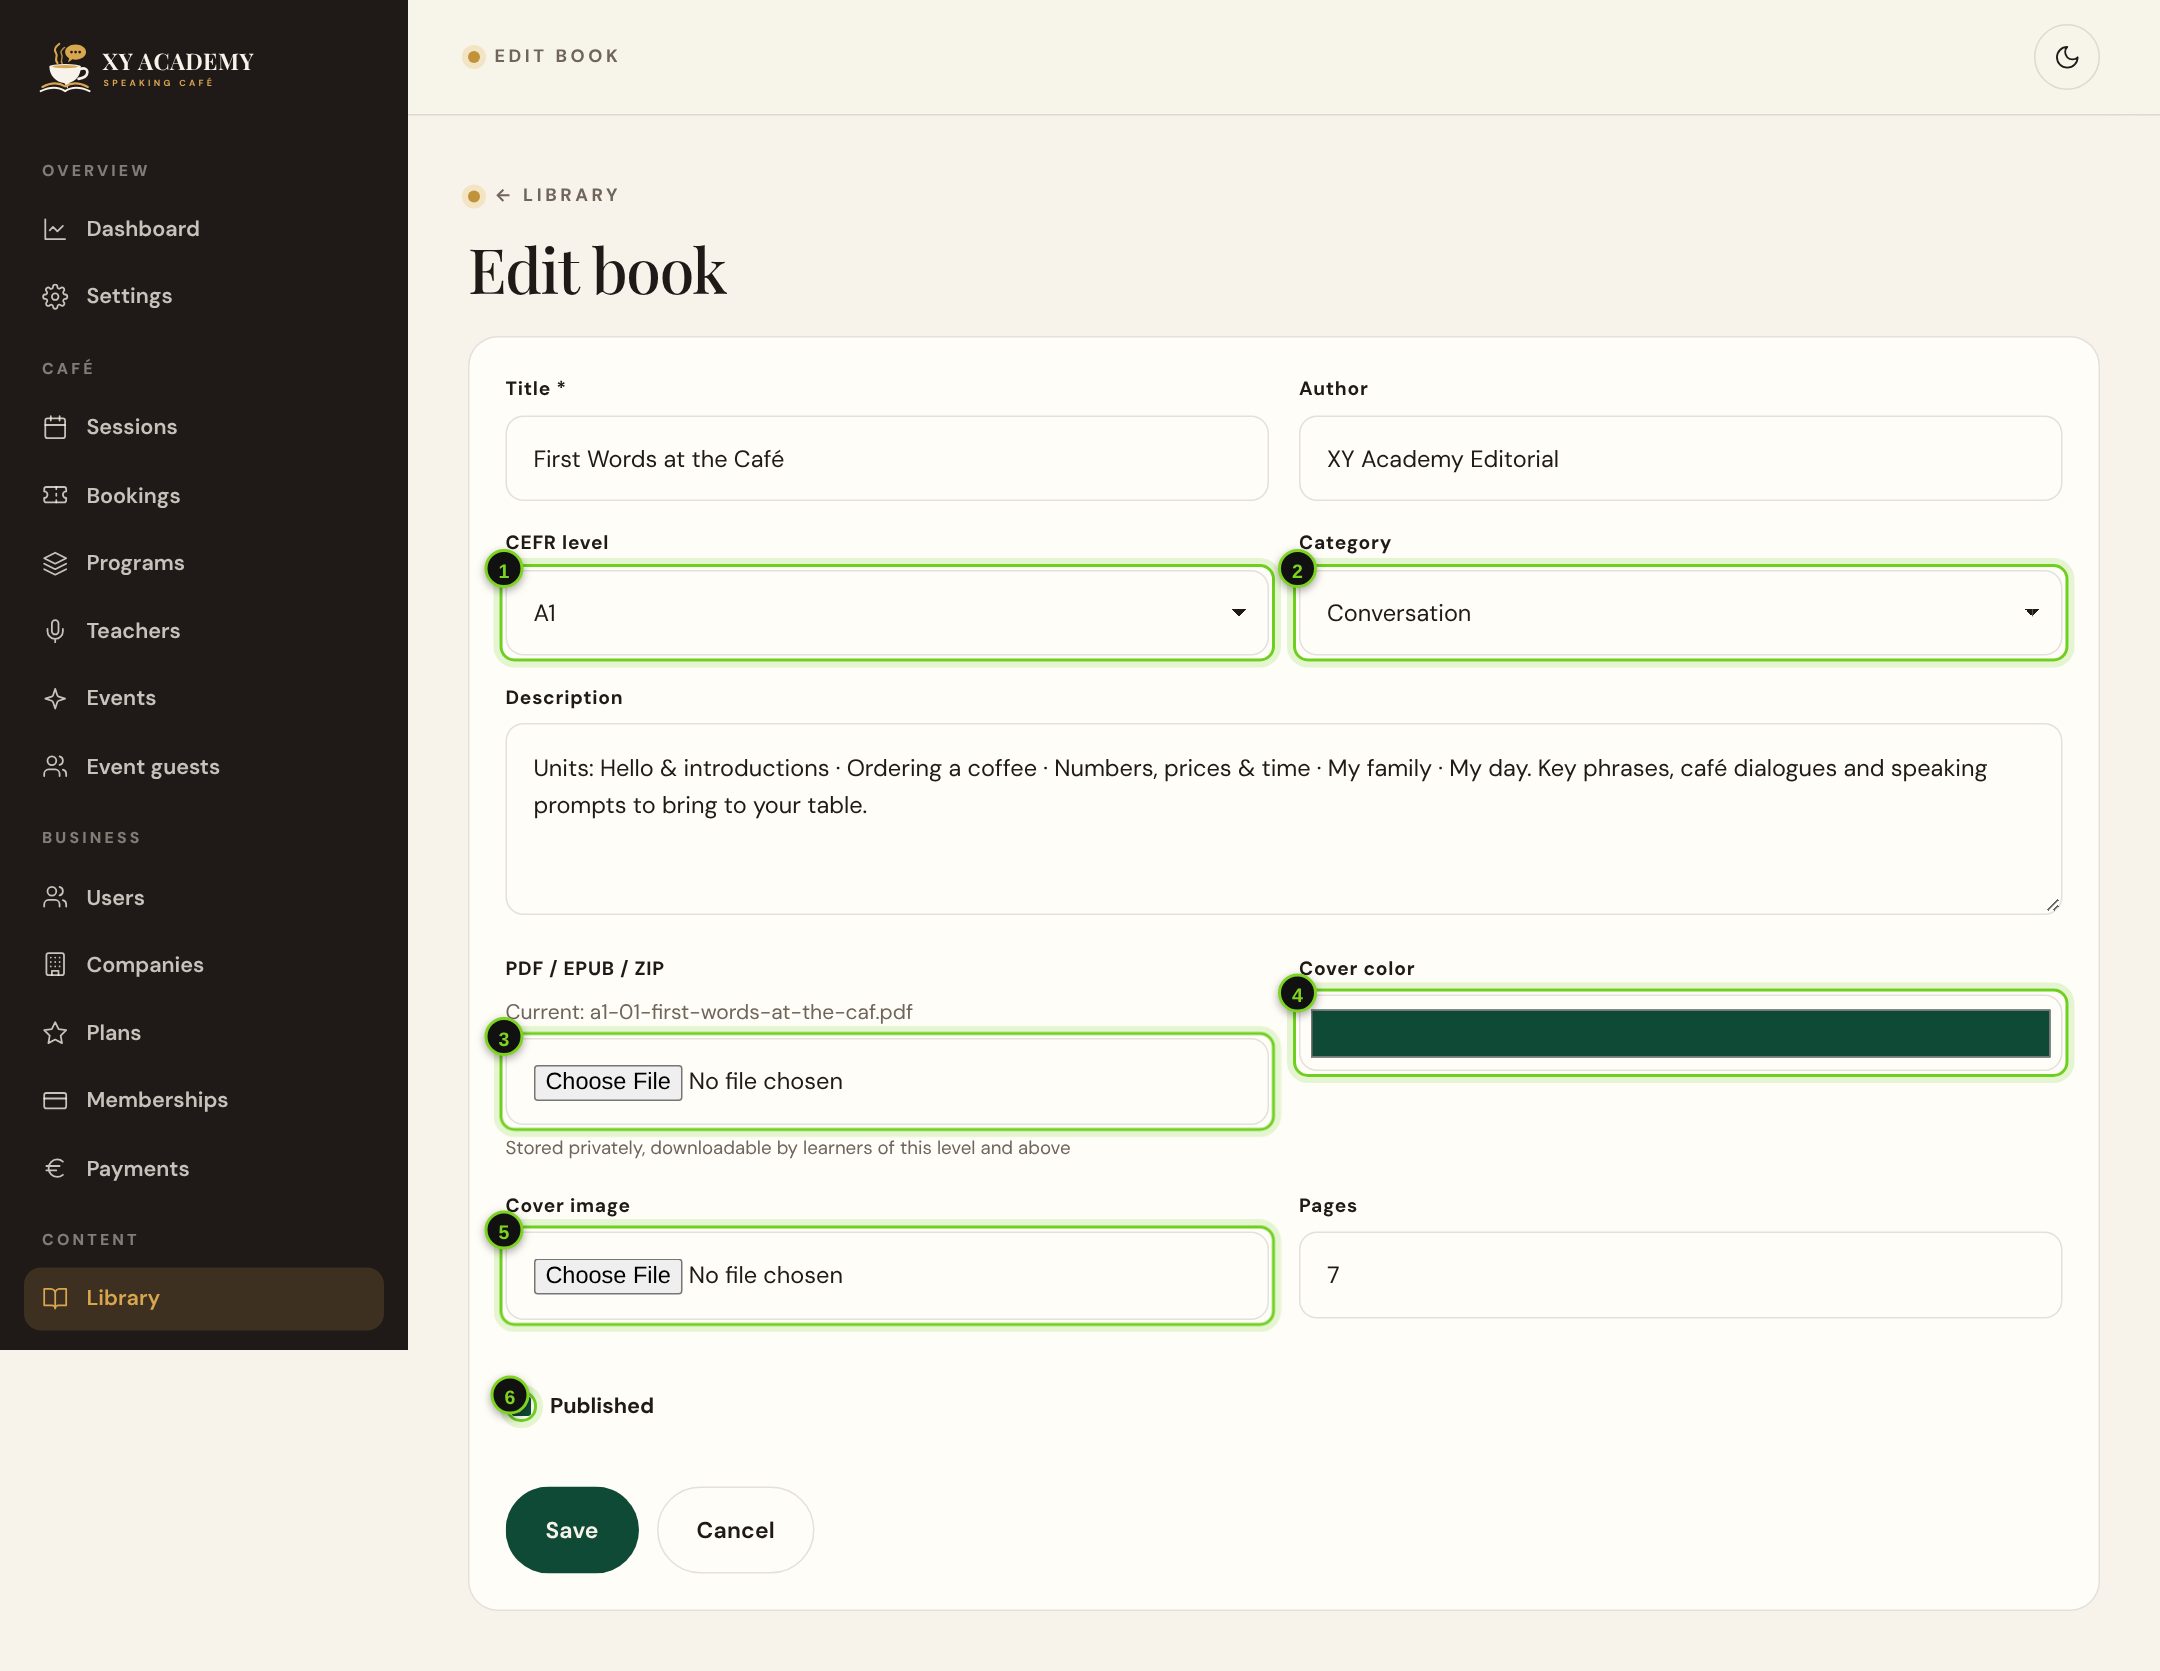 XY ACADEMY
SPEAKING CAFÉ
OVERVIEW
Dashboard
Settings
CAFÉ
Sessions
Bookings
Programs
Teachers
Events
Event guests
BUSINESS
Users
Companies
Plans
Memberships
Payments
CONTENT
Library
EDIT BOOK
← LIBRARY
Edit book
Title *
Author
First Words at the Café
XY Academy Editorial
CEFR level
Category
1
2
A1
Conversation
Description
Units: Hello & introductions · Ordering a coffee · Numbers, prices & time · My family · My day. Key phrases, café dialogues and speaking
prompts to bring to your table.
PDF / EPUB / ZIP
Cover color
4
Current: a1-01-first-words-at-the-caf.pdf
3
Choose File No file chosen
Stored privately, downloadable by learners of this level and above
Cover image
Pages
5
Choose File No file chosen
7
6
Published
Save
Cancel